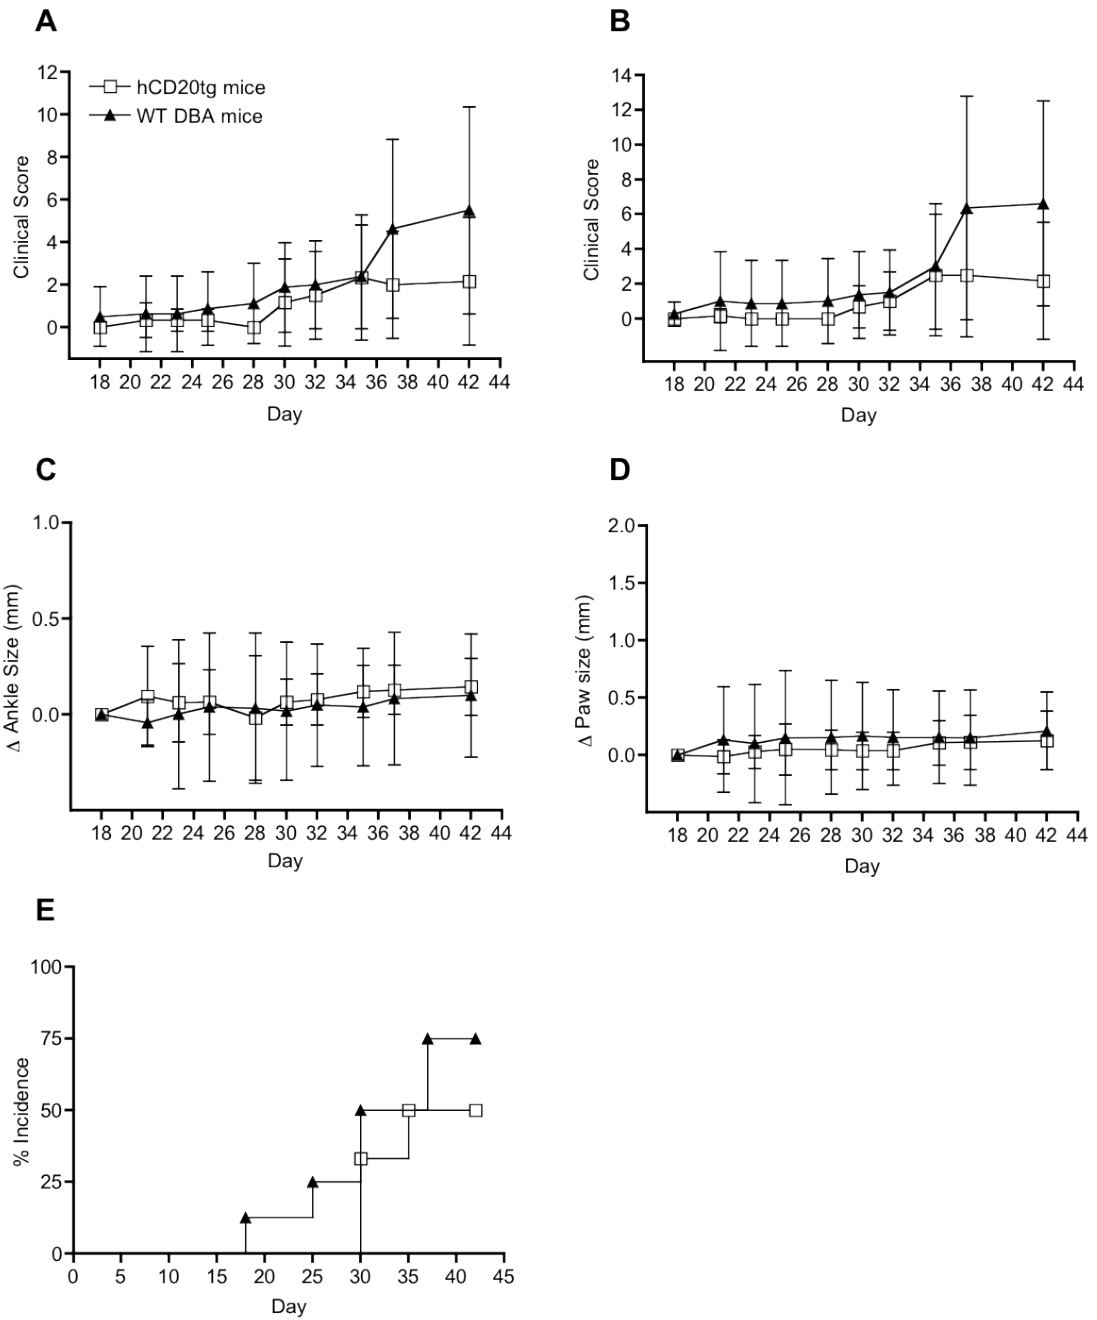 A
B
12
10
8
6
4
2
0
hCD20tg mice
WT DBA mice
Clinical Score
18 20 22 24 26 28 30 32 34 36 38 40 42 44
Day
14
12
10
8
6
4
2
0
Clinical Score
18 20 22 24 26 28 30 32 34 36 38 40 42 44
Day
C
D
1.0
0.5
0.0
Δ Ankle Size (mm)
18 20 22 24 26 28 30 32 34 36 38 40 42 44
Day
2.0
1.5
1.0
0.5
0.0
Δ Paw size (mm)
18 20 22 24 26 28 30 32 34 36 38 40 42 44
Day
E
100
75
50
25
0
% Incidence
0 5 10 15 20 25 30 35 40 45
Day